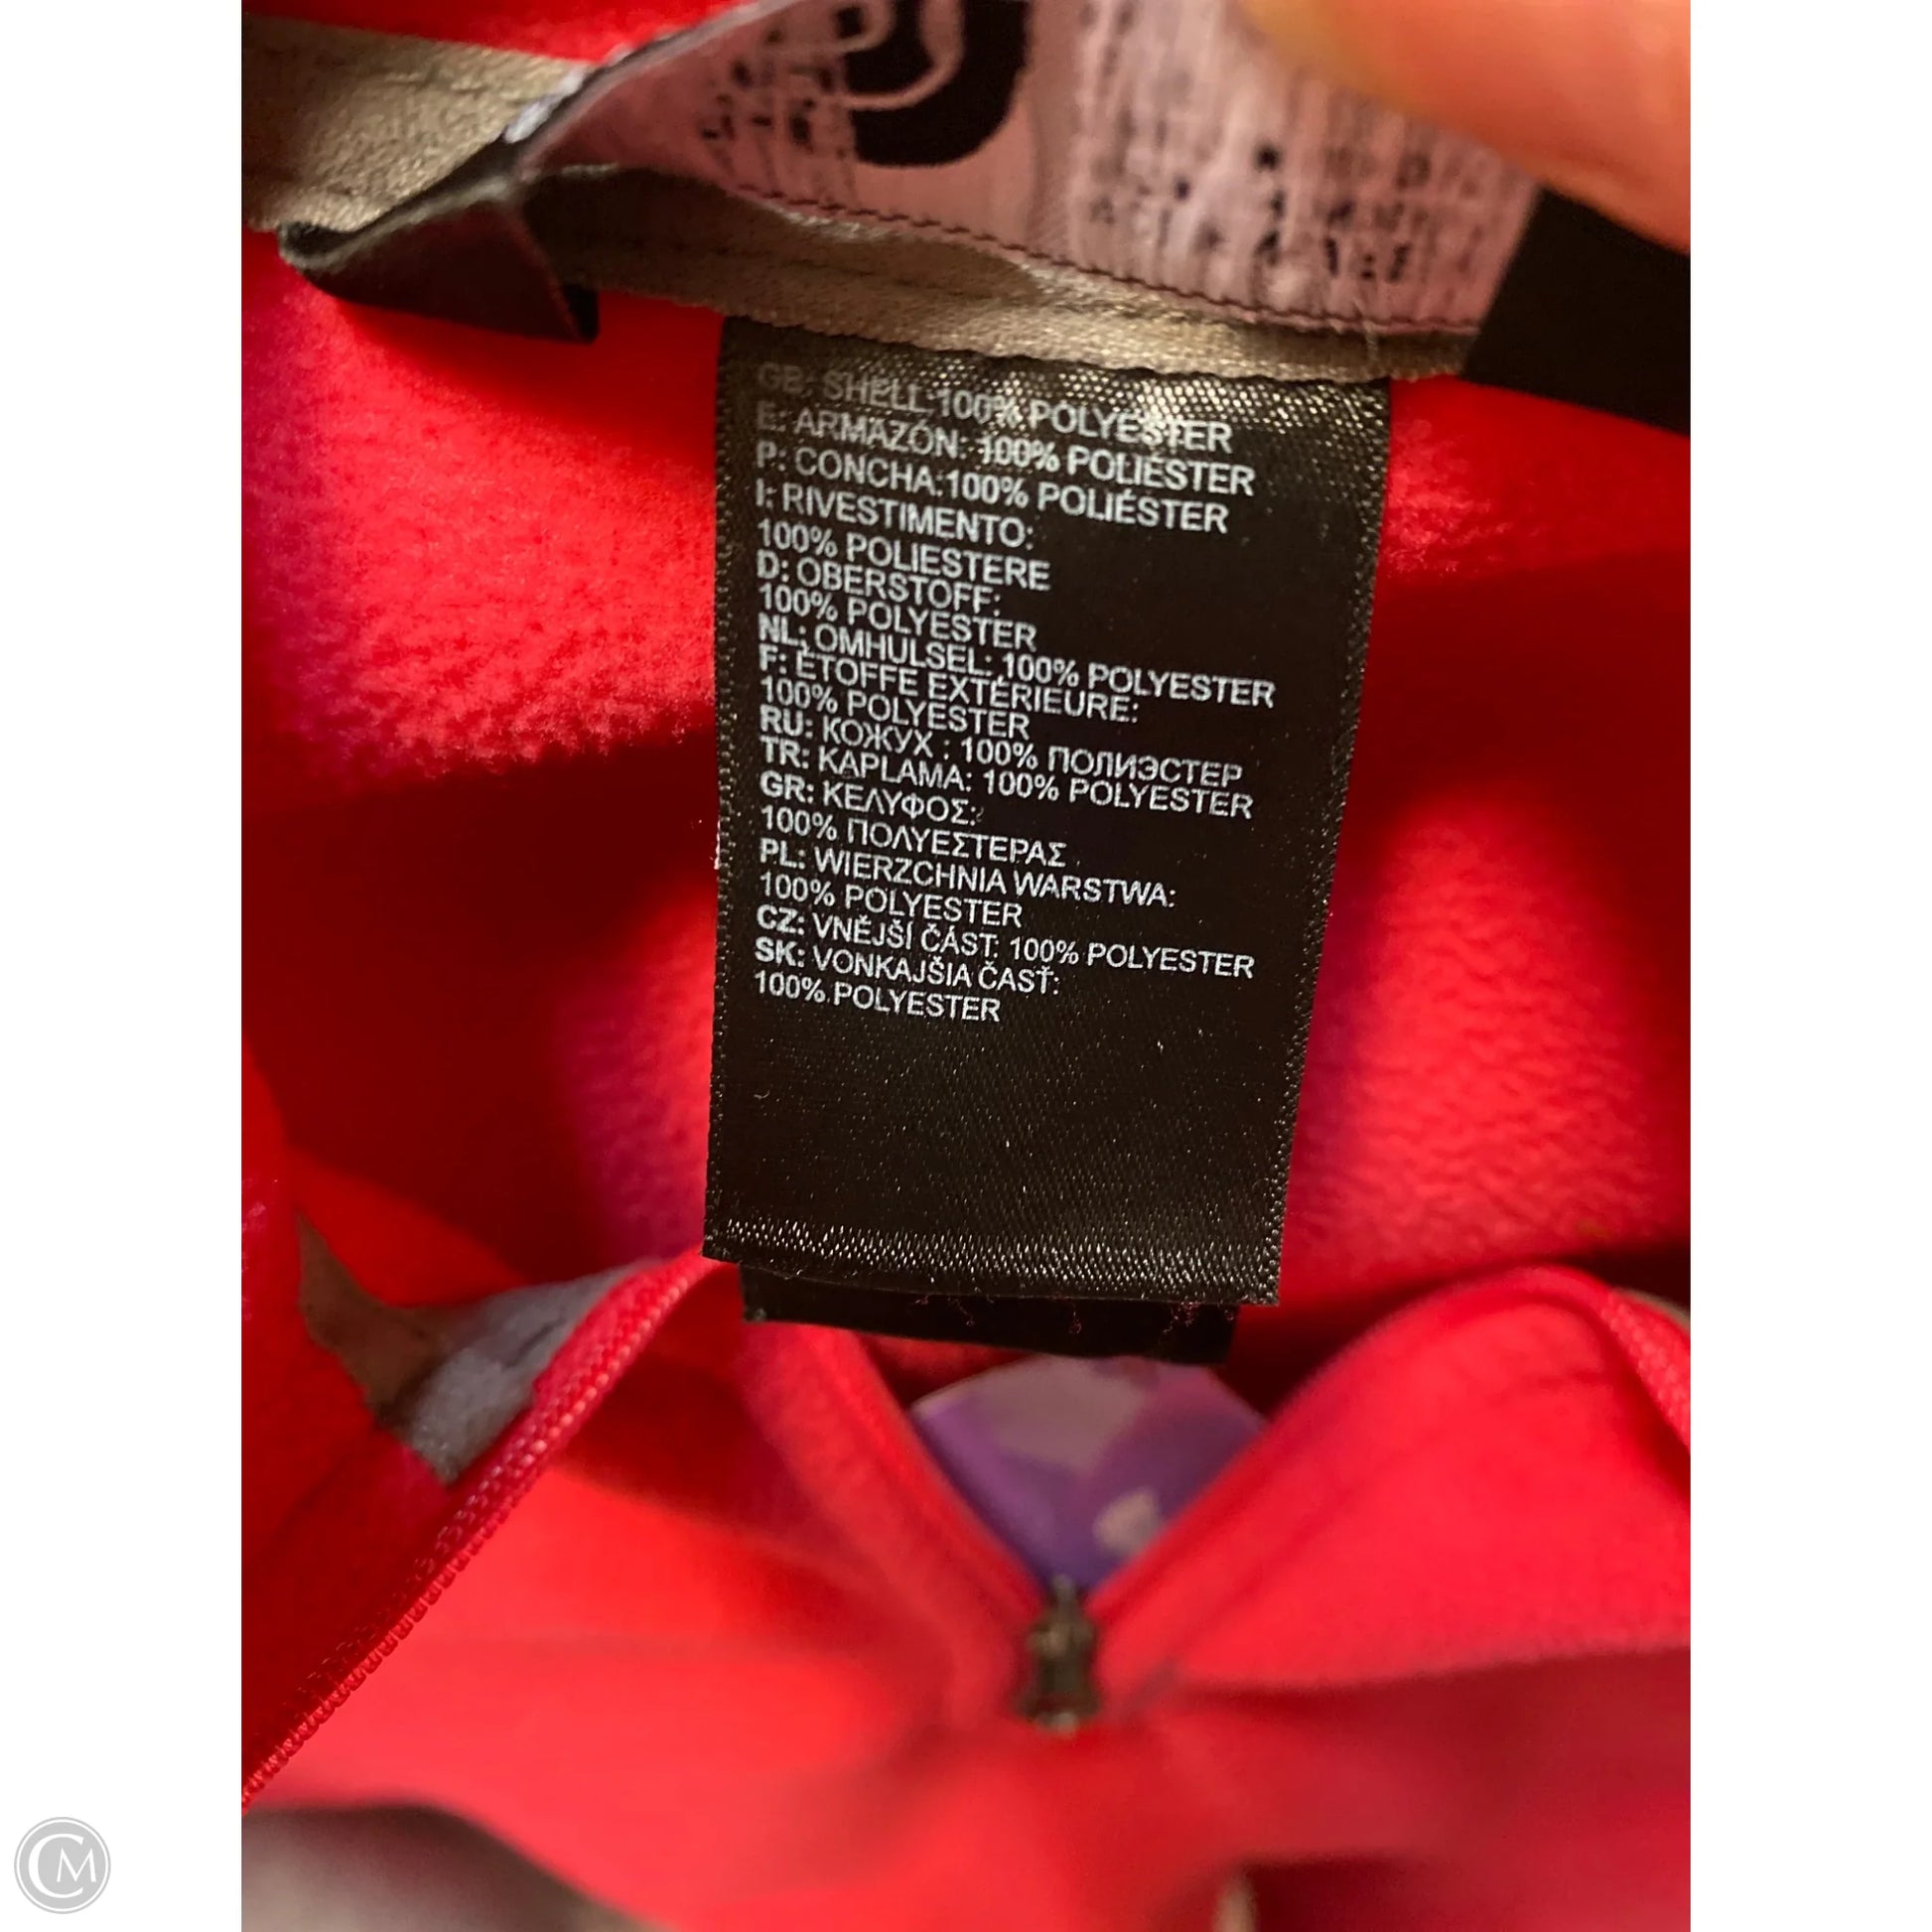 GB: SHELL:100% POLYESTER
E: ARMAZÓN: 100% POLIÉSTER
P: CONCHA:100% POLIÉSTER
I: RIVESTIMENTO:
100% POLIESTERE
D: OBERSTOFF:
100% POLYESTER
NL: OMHULSEL: 100% POLYESTER
F: ÉTOFFE EXTÉRIEURE:
100% POLYESTER
RU: КОЖУХ : 100% ПОЛИЭСТЕР
TR: KAPLAMA: 100% POLYESTER
GR: ΚΕΛΥΦΟΣ:
100% ΠΟΛΥΕΣΤΕΡΑΣ
PL: WIERZCHNIA WARSTWA:
100% POLYESTER
CZ: VNĚJŠÍ ČÁST: 100% POLYESTER
SK: VONKAJŠIA ČASŤ:
100% POLYESTER
CM